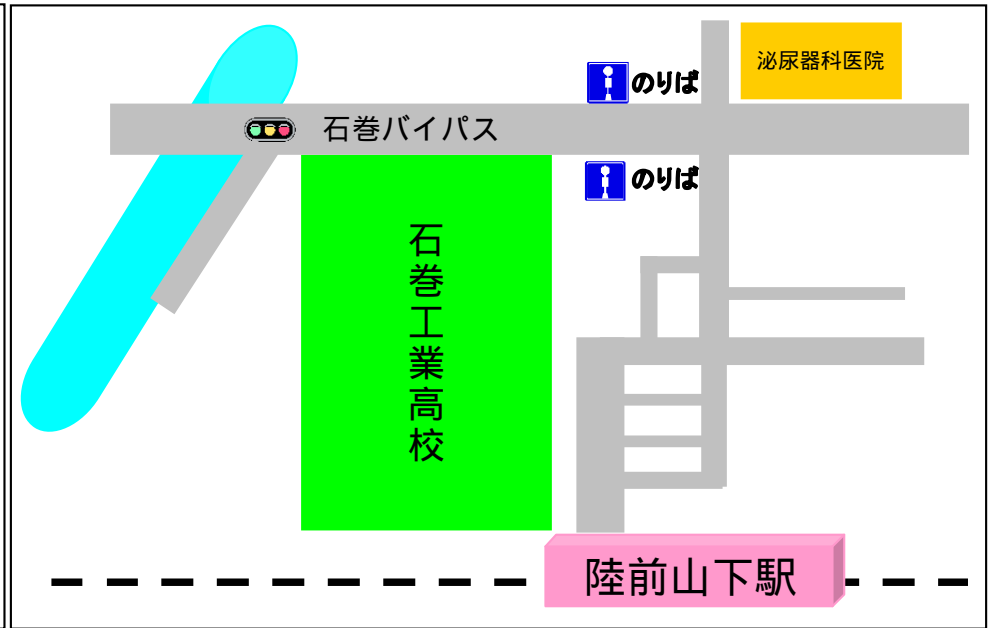 泌尿器科医院
のりば
石巻バイパス
のりば
石巻工業高校
陸前山下駅